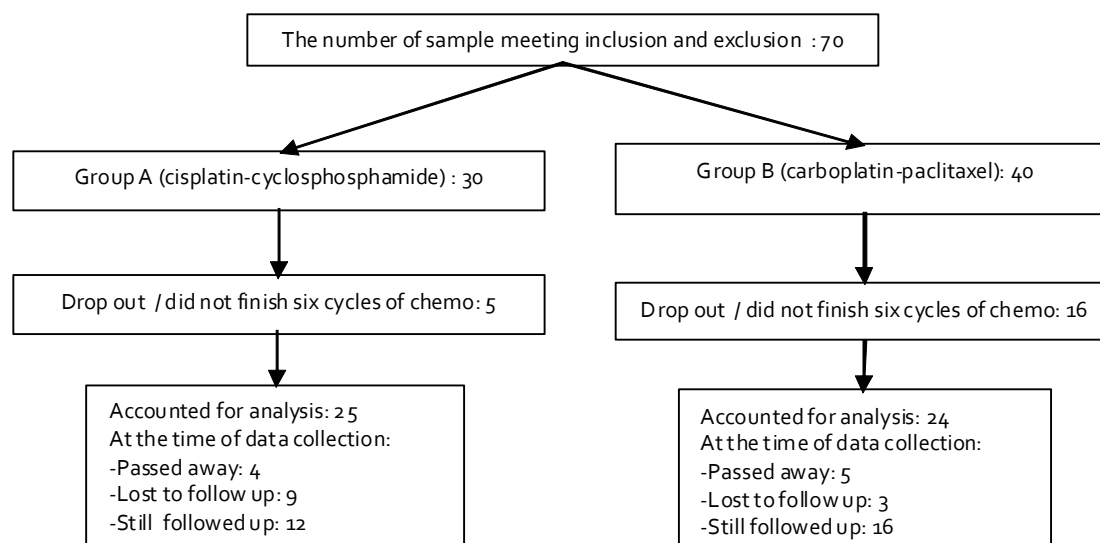 The number of sample meeting inclusion and exclusion : 70
Group A (cisplatin-cyclosphosphamide) : 30
Group B (carboplatin-paclitaxel): 40
Drop out / did not finish six cycles of chemo: 5
Drop out / did not finish six cycles of chemo: 16
Accounted for analysis: 25
At the time of data collection:
-Passed away: 4
-Lost to follow up: 9
-Still followed up: 12
Accounted for analysis: 24
At the time of data collection:
-Passed away: 5
-Lost to follow up: 3
-Still followed up: 16